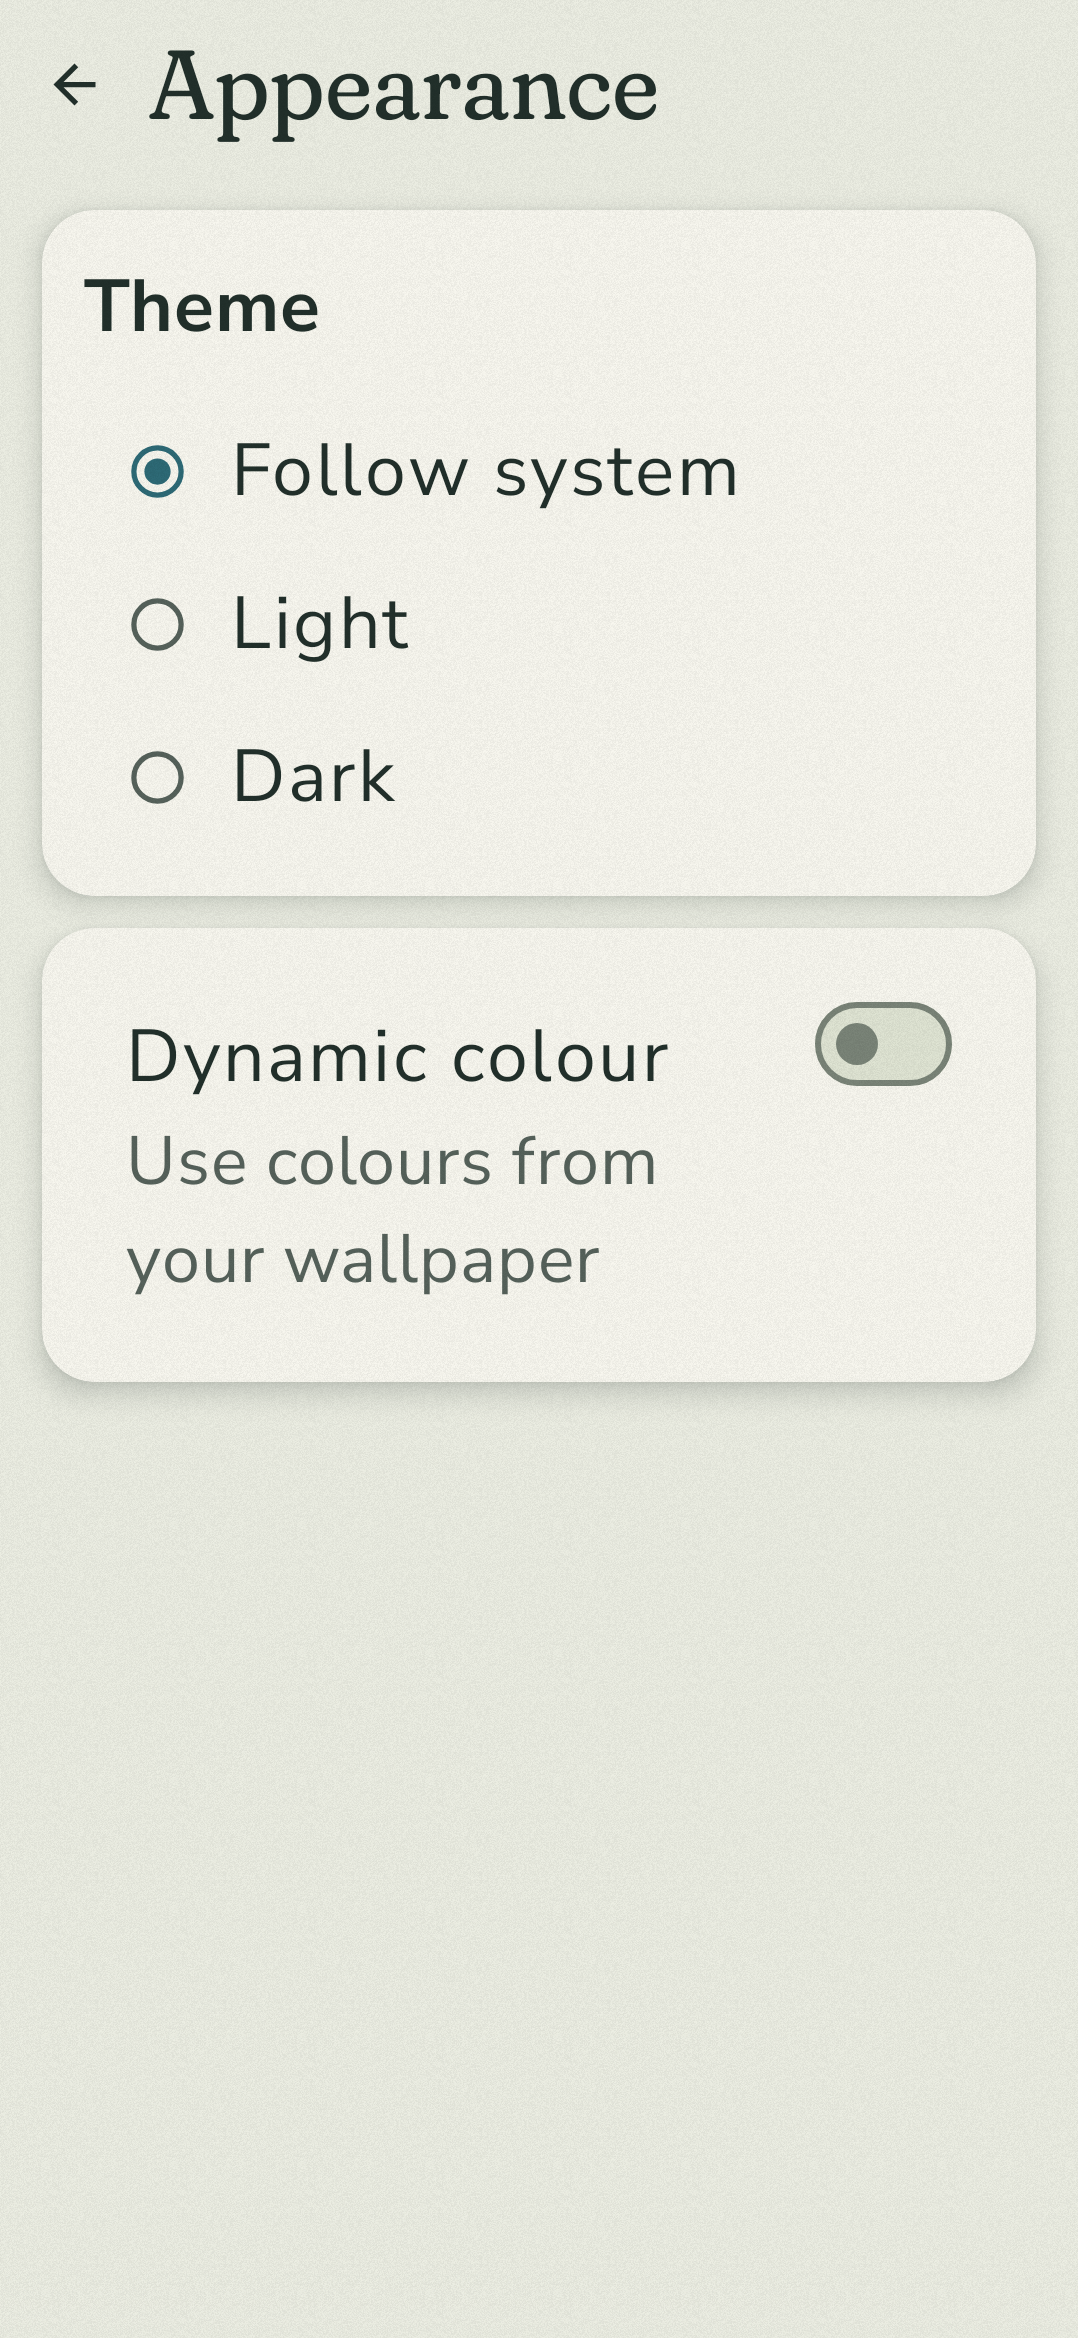 Appearance
Theme
Follow system
Light
Dark
Dynamic colour
Use colours from
your wallpaper